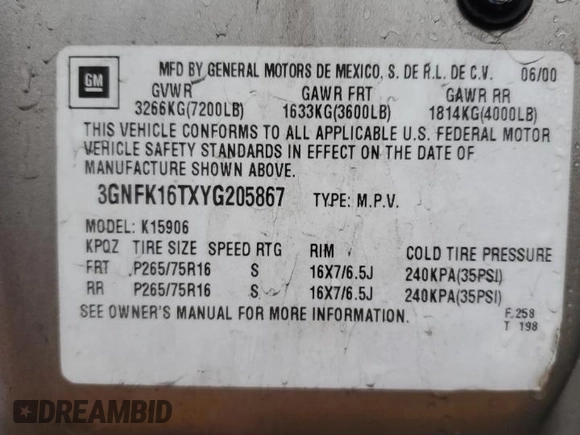 GM
MFD BY GENERAL MOTORS DE MEXICO, S. DE R.L. DE C.V. 06/00
GVWR GAWR FRT GAWR RR
3266KG(7200LB) 1633KG(3600LB) 1814KG(4000LB)
THIS VEHICLE CONFORMS TO ALL APPLICABLE U.S. FEDERAL MOTOR
VEHICLE SAFETY STANDARDS IN EFFECT ON THE DATE OF
MANUFACTURE SHOWN ABOVE.
3GNFK16TXYG205867 TYPE: M.P.V.
MODEL: K15906
KPQZ TIRE SIZE SPEED RTG RIM COLD TIRE PRESSURE
FRT P265/75R16 S 16X7/6.5J 240KPA(35PSI)
RR P265/75R16 S 16X7/6.5J 240KPA(35PSI)
SEE OWNER'S MANUAL FOR MORE INFORMATION.
F 258
T 198
DREAMBID